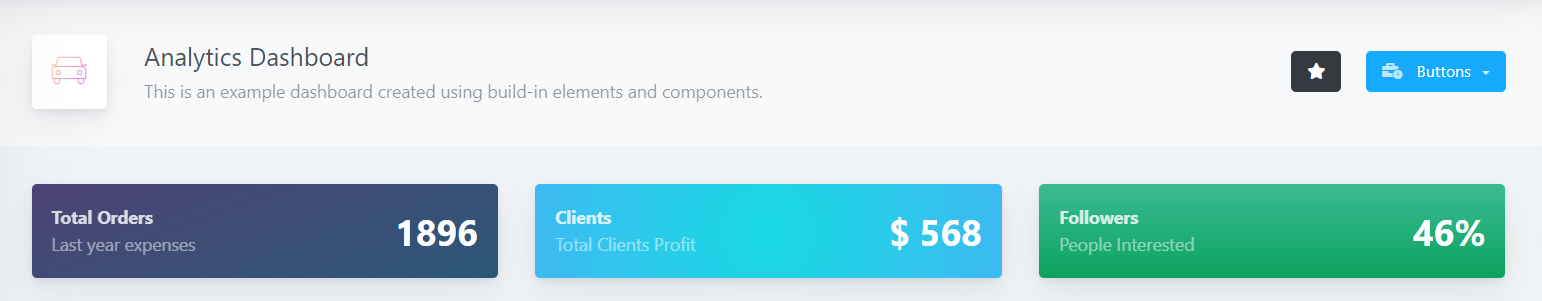 Analytics Dashboard
This is an example dashboard created using build-in elements and components.
Buttons
Total Orders
Last year expenses
1896
Clients
Total Clients Profit
$ 568
Followers
People Interested
46%